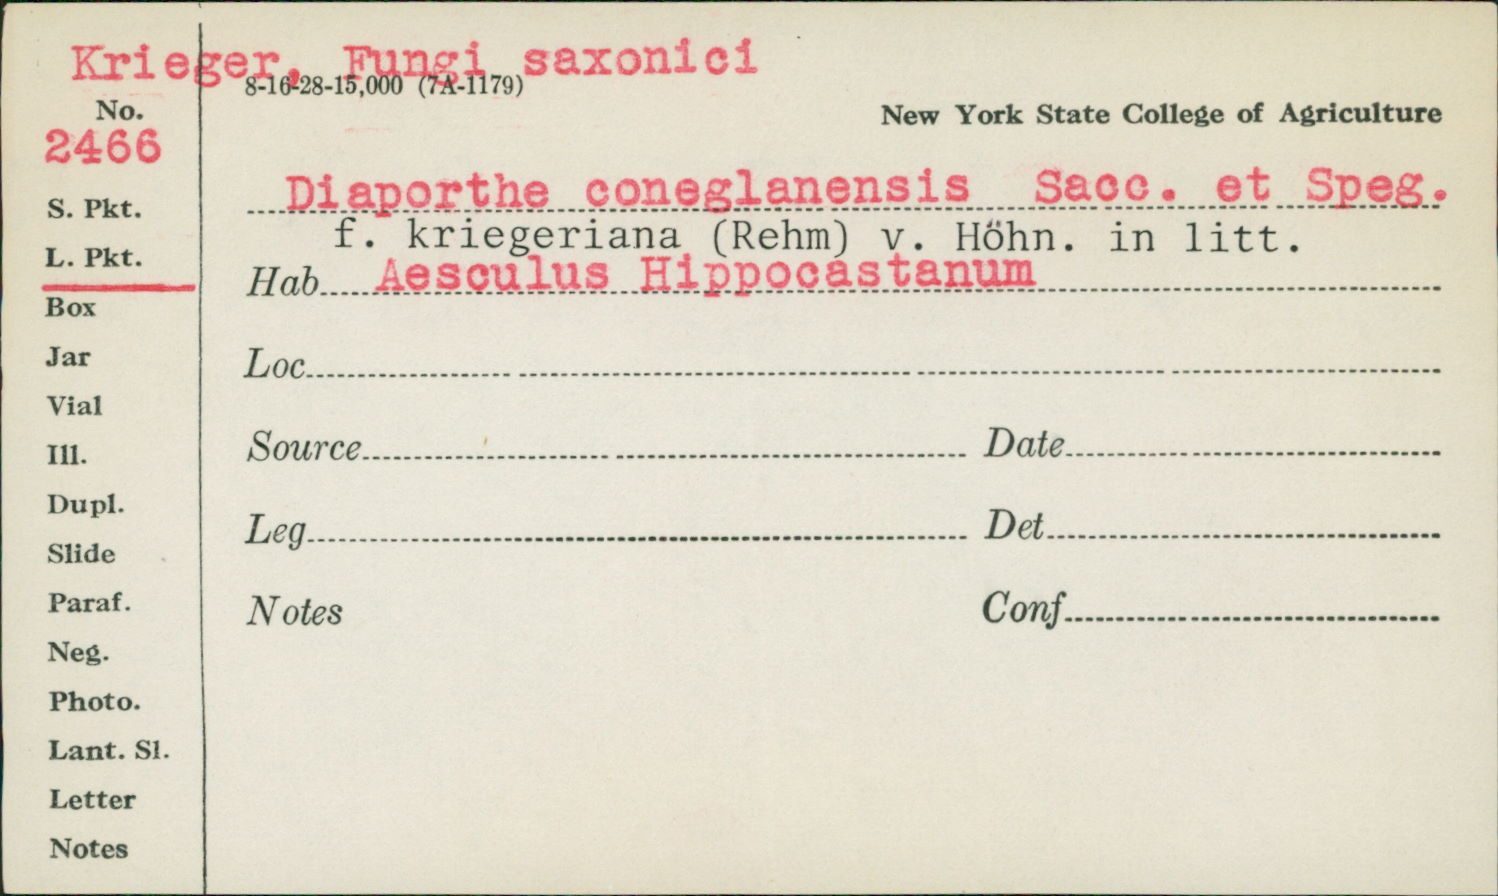 Krieger, Fungi saxonici
8-16-28-15,000 (7A-1179)
No.
New York State College of Agriculture
2466
Diaporthe coneglanensis Sacc. et Speg.
S. Pkt.
f. kriegeriana (Rehm) v. Höhn. in litt.
L. Pkt.
Hab. Aesculus Hippocastanum
Box
Jar
Loc.
Vial
Ill.
Source
Date
Dupl.
Leg.
Det.
Slide
Paraf.
Notes
Conf.
Neg.
Photo.
Lant. Sl.
Letter
Notes